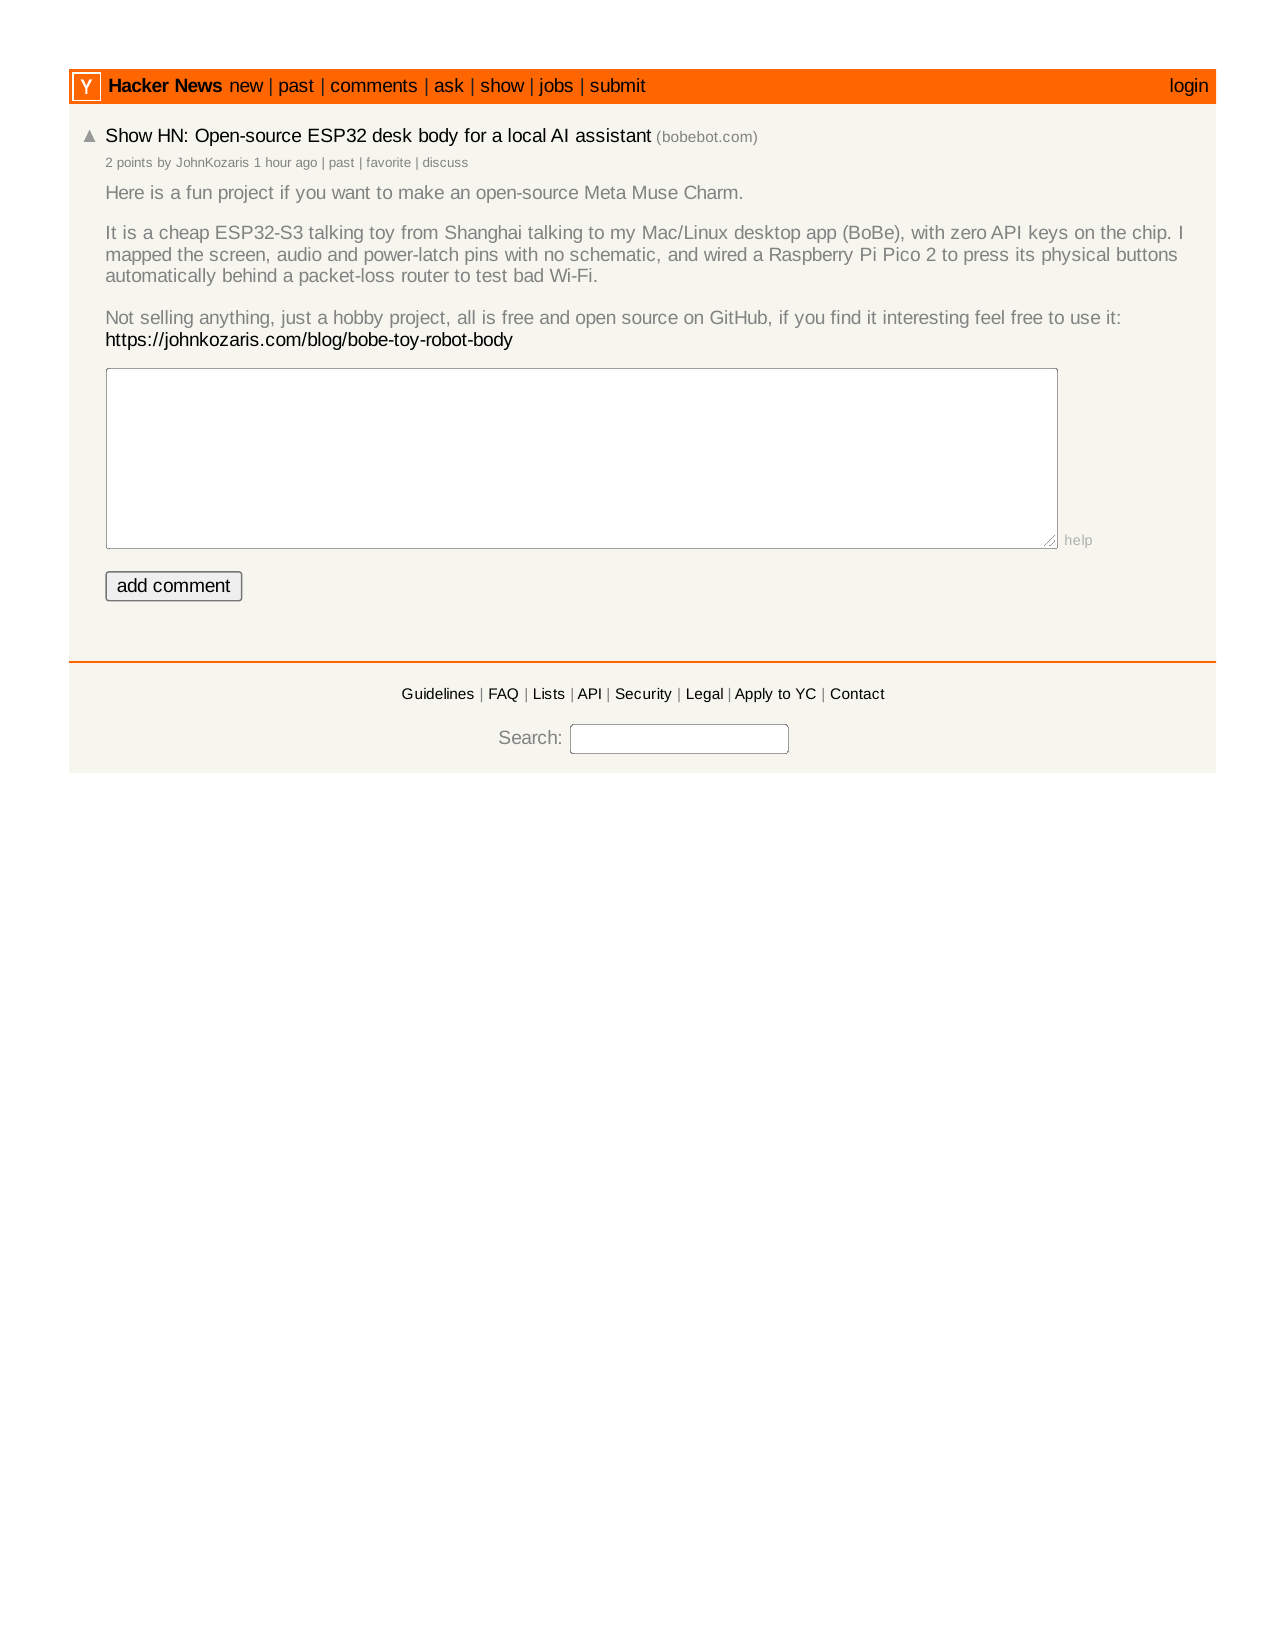 Y Hacker News new | past | comments | ask | show | jobs | submit login
▲ Show HN: Open-source ESP32 desk body for a local AI assistant (bobebot.com)
2 points by JohnKozaris 1 hour ago | past | favorite | discuss
Here is a fun project if you want to make an open-source Meta Muse Charm.
It is a cheap ESP32-S3 talking toy from Shanghai talking to my Mac/Linux desktop app (BoBe), with zero API keys on the chip. I
mapped the screen, audio and power-latch pins with no schematic, and wired a Raspberry Pi Pico 2 to press its physical buttons
automatically behind a packet-loss router to test bad Wi-Fi.
Not selling anything, just a hobby project, all is free and open source on GitHub, if you find it interesting feel free to use it:
https://johnkozaris.com/blog/bobe-toy-robot-body
help
add comment
Guidelines | FAQ | Lists | API | Security | Legal | Apply to YC | Contact
Search: